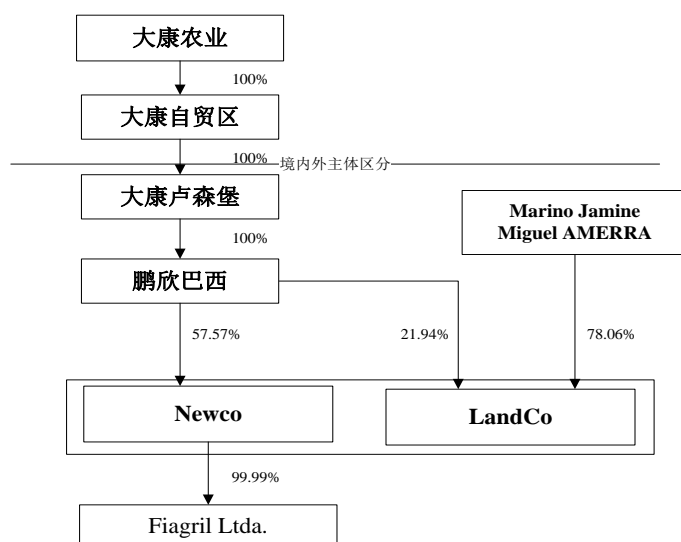 大康农业
100%
大康自贸区
100%
境内外主体区分
大康卢森堡
Marino Jamine
Miguel AMERRA
100%
鹏欣巴西
57.57%
21.94%
78.06%
Newco
LandCo
99.99%
Fiagril Ltda.